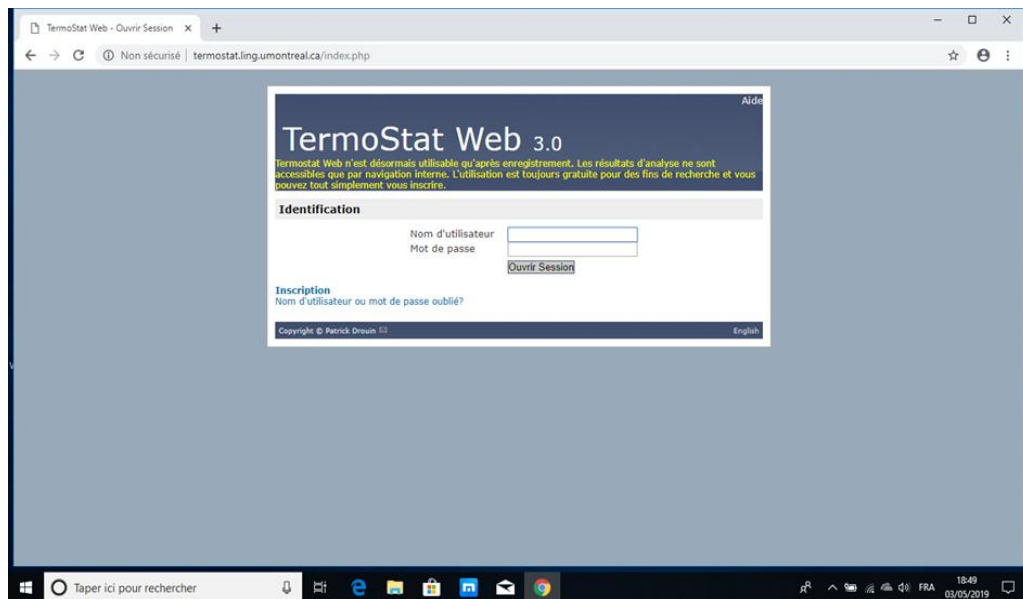 TermoStat Web - Ouvrir Session
Non sécurisé | termostat.ling.umontreal.ca/index.php
Aide
TermoStat Web 3.0
Termostat Web n'est désormais utilisable qu'après enregistrement. Les résultats d'analyse ne sont
accessibles que par navigation interne. L'utilisation est toujours gratuite pour des fins de recherche et vous
pouvez tout simplement vous inscrire.
Identification
Nom d'utilisateur
Mot de passe
Ouvrir Session
Inscription
Nom d'utilisateur ou mot de passe oublié?
Copyright © Patrick Drouin
English
Taper ici pour rechercher
FRA
18:49
03/05/2019